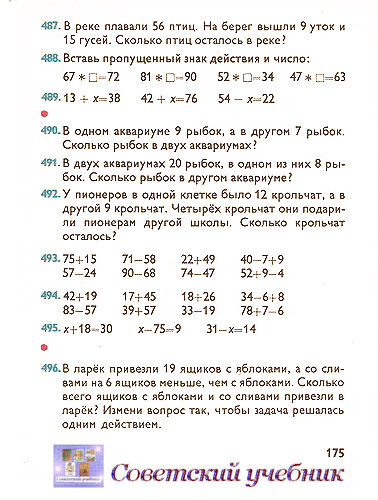 487. В реке плавали 56 птиц. На берег вышли 9 уток и
15 гусей. Сколько птиц осталось в реке?
488. Вставь пропущенный знак действия и число:
67 * □=72 81 * □=90 52 * □=34 47 * □=63
489. 13 + x=38 42 + x=76 54 − x=22
490. В одном аквариуме 9 рыбок, а в другом 7 рыбок.
Сколько рыбок в двух аквариумах?
491. В двух аквариумах 20 рыбок, в одном из них 8 ры-
бок. Сколько рыбок в другом аквариуме?
492. У пионеров в одной клетке было 12 крольчат, а в
другой 9 крольчат. Четырёх крольчат они подари-
ли пионерам другой школы. Сколько крольчат
осталось?
493. 75+15 71−58 22+49 40−7+9
57−24 90−68 74−47 52+9−4
494. 42+19 17+45 18+26 34−6+8
83−57 39+57 33−19 78+7−6
495. x+18=30 x−75=9 31−x=14
496. В ларёк привезли 19 ящиков с яблоками, а со сли-
вами на 6 ящиков меньше, чем с яблоками. Сколько
всего ящиков с яблоками и со сливами привезли в
ларёк? Измени вопрос так, чтобы задача решалась
одним действием.
175
Советский учебник